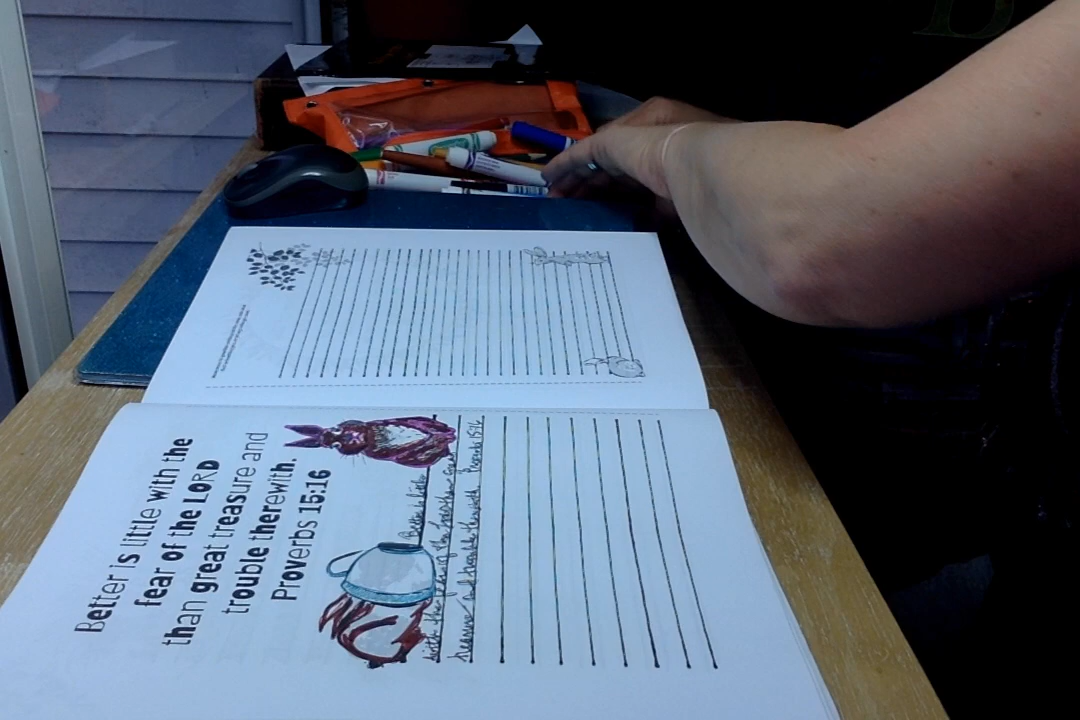 Better is little with the
fear of the LORD
than great treasure and
trouble therewith.
Proverbs 15:16
Better is little
with the fear of the Lord than great
treasure and trouble therewith Proverbs 15:16